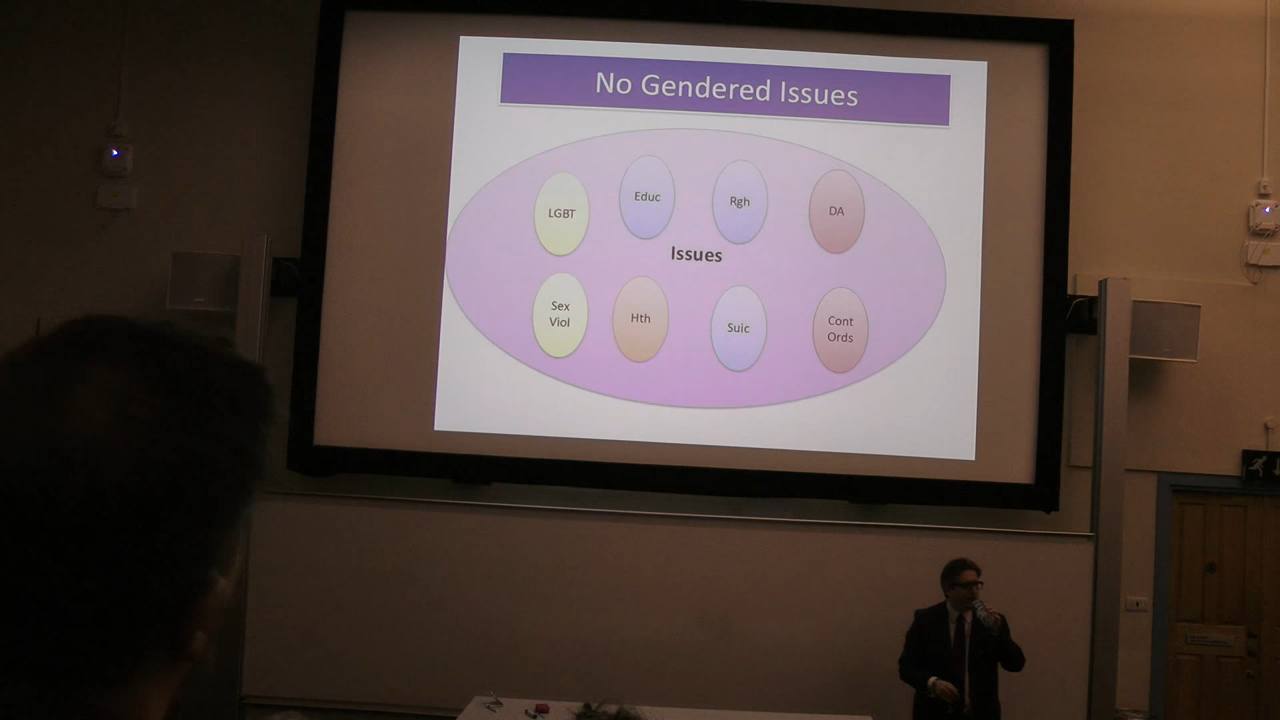 No Gendered Issues
LGBT
Educ
Rgh
DA
Issues
Sex
Viol
Hth
Suic
Cont
Ords